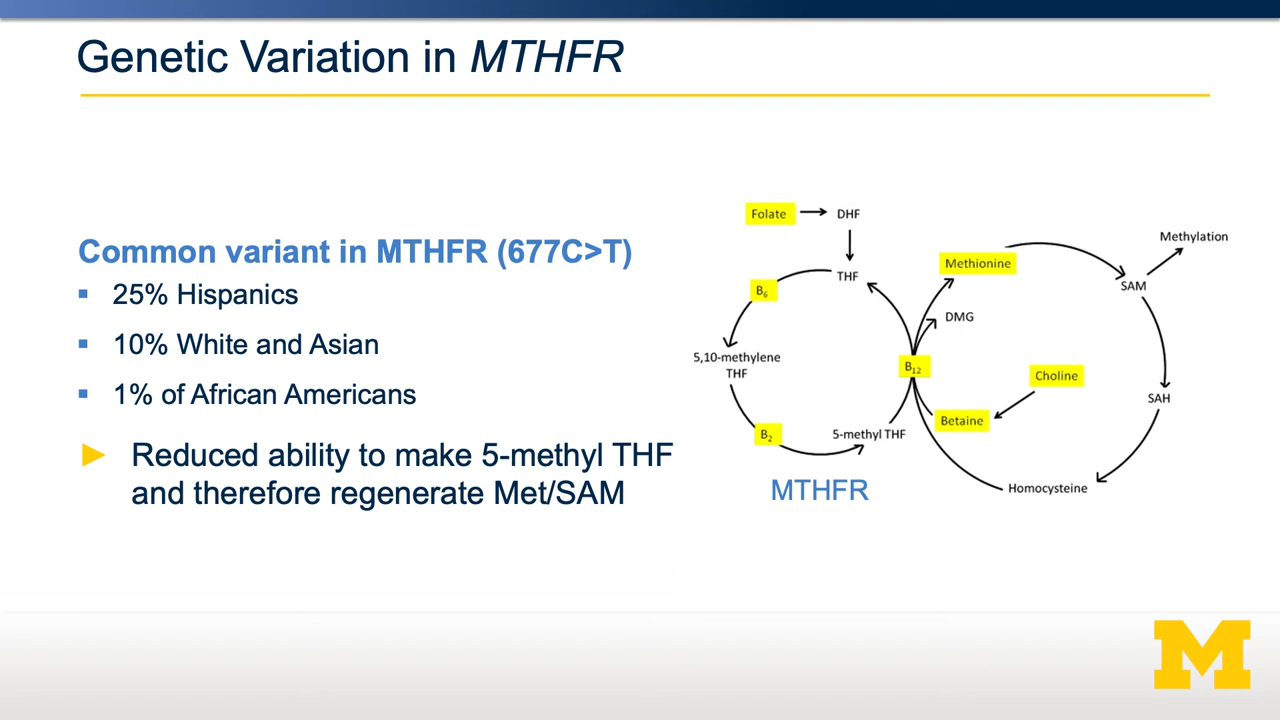 Genetic Variation in MTHFR
Common variant in MTHFR (677C>T)
▪ 25% Hispanics
▪ 10% White and Asian
▪ 1% of African Americans
► Reduced ability to make 5-methyl THF
and therefore regenerate Met/SAM
Folate
DHF
THF
B6
5,10-methylene
THF
B2
5-methyl THF
MTHFR
B12
Methionine
DMG
Betaine
Choline
Methylation
SAM
SAH
Homocysteine
M